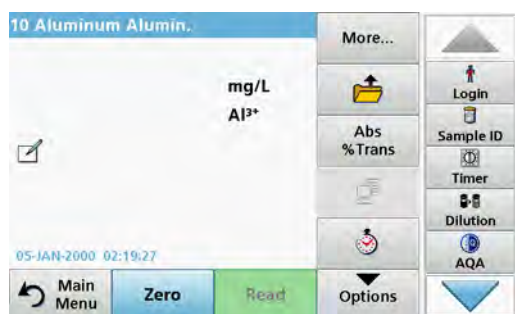 10 Aluminum Alumin.
mg/L
Al³⁺
05-JAN-2000 02:19:27
Main Menu
Zero
Read
Options
More...
Abs
%Trans
Login
Sample ID
Timer
Dilution
AQA